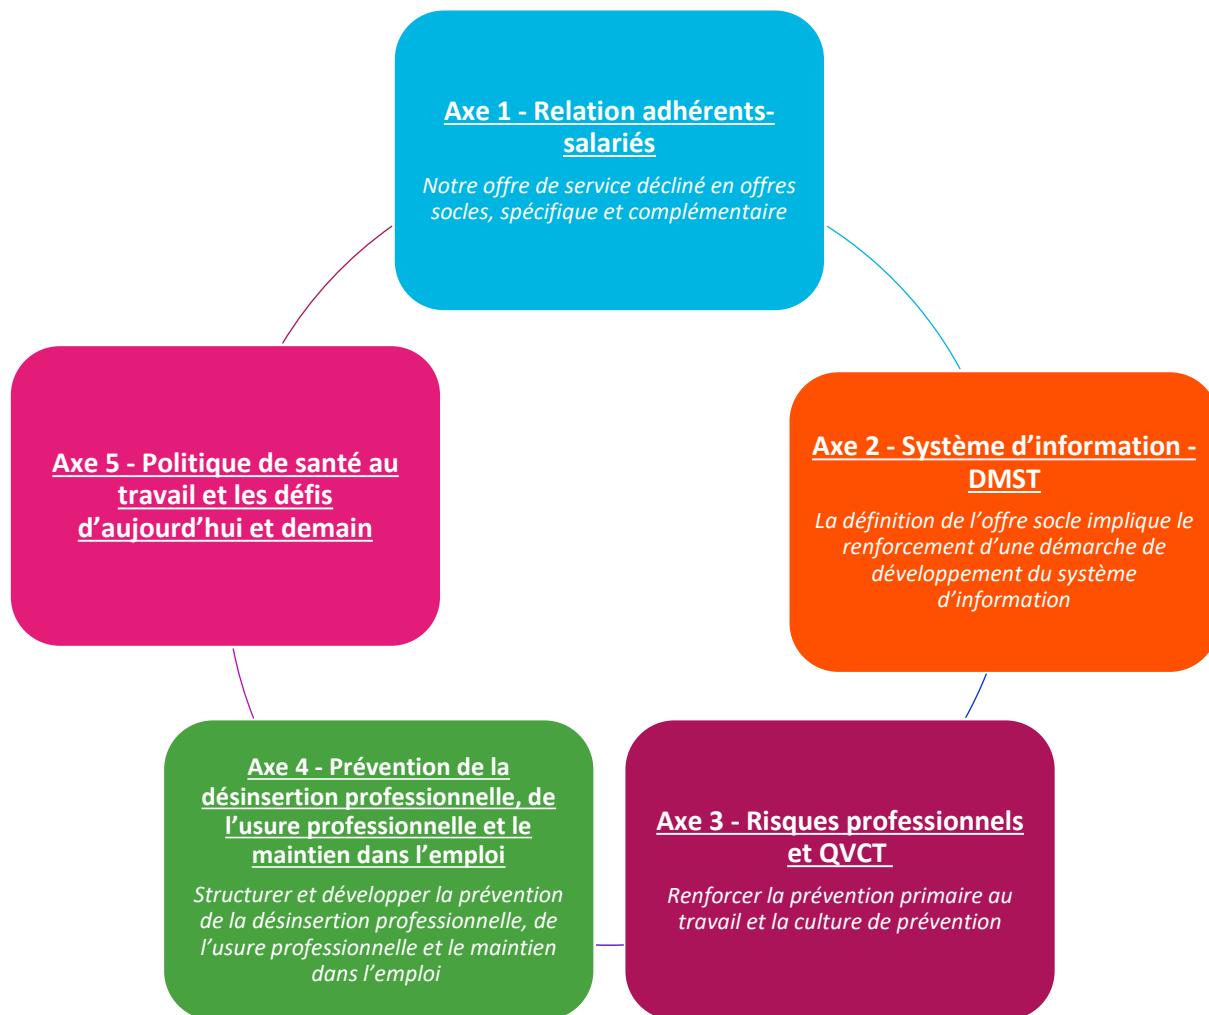 Axe 1 - Relation adhérents-
salariés
Notre offre de service décliné en offres
socles, spécifique et complémentaire
Axe 2 - Système d’information -
DMST
La définition de l’offre socle implique le
renforcement d’une démarche de
développement du système
d’information
Axe 3 - Risques professionnels
et QVCT
Renforcer la prévention primaire au
travail et la culture de prévention
Axe 4 - Prévention de la
désinsertion professionnelle, de
l’usure professionnelle et le
maintien dans l’emploi
Structurer et développer la prévention
de la désinsertion professionnelle, de
l’usure professionnelle et le maintien
dans l’emploi
Axe 5 - Politique de santé au
travail et les défis
d’aujourd’hui et demain